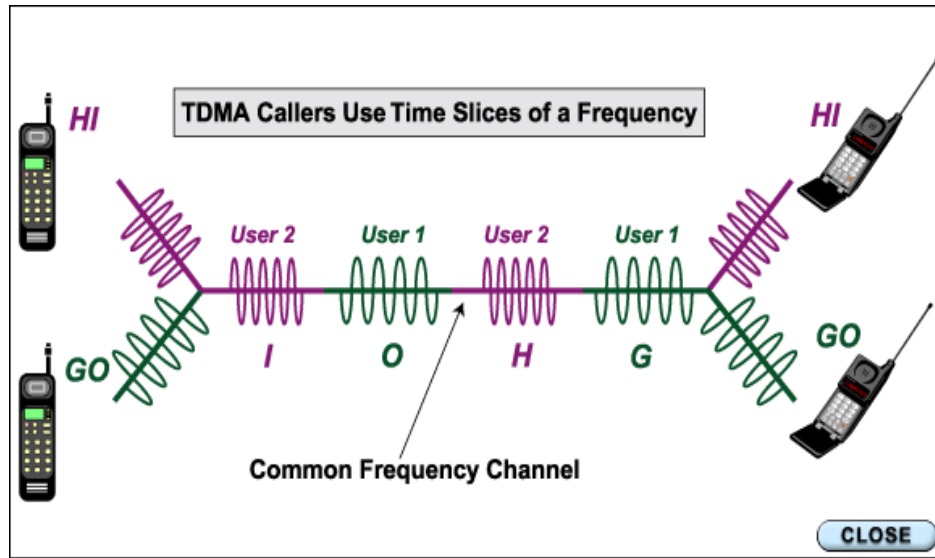 TDMA Callers Use Time Slices of a Frequency
HI
HI
User 2
User 1
User 2
User 1
GO
I
O
H
G
GO
Common Frequency Channel
CLOSE